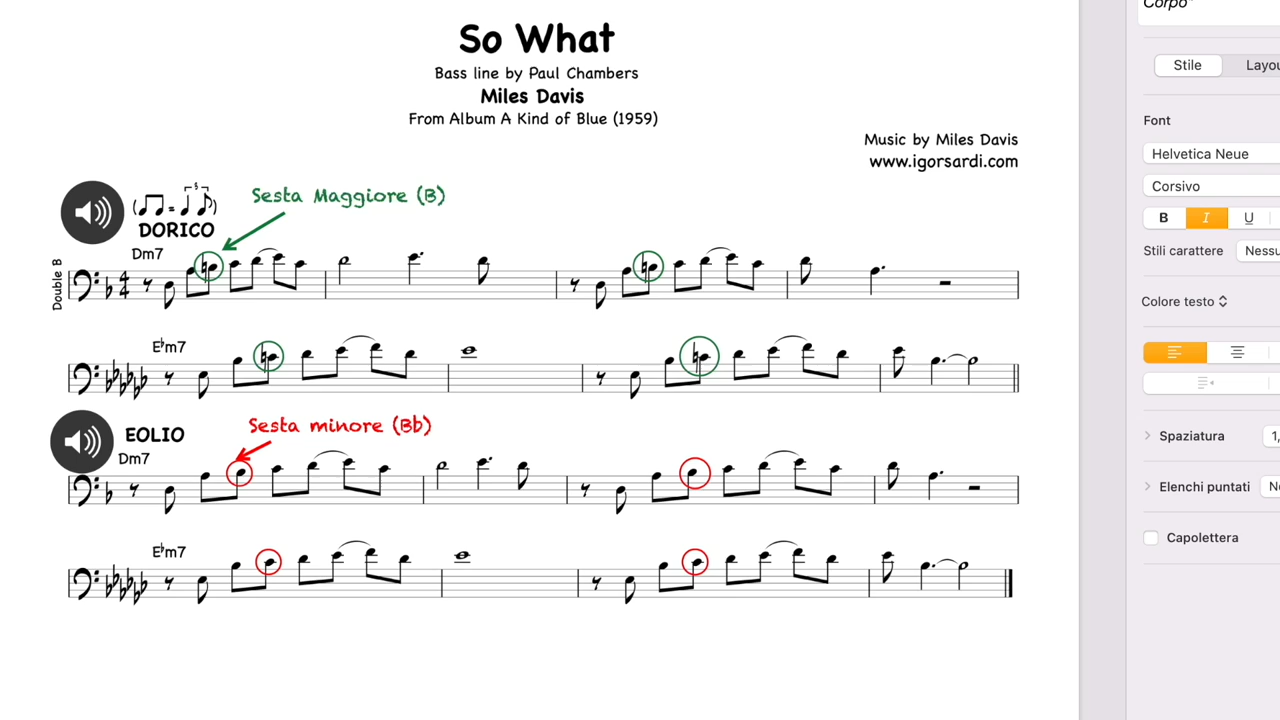 So What
Bass line by Paul Chambers
Miles Davis
From Album A Kind of Blue (1959)
Music by Miles Davis
www.igorsardi.com
Sesta Maggiore (B)
DORICO
Dm7
Double B
E♭m7
Sesta minore (Bb)
EOLIO
Dm7
E♭m7
Corpo*
Stile
Layou
Font
Helvetica Neue
Corsivo
B I U
Stili carattere
Nessu
Colore testo
Spaziatura
1,
Elenchi puntati
Ne
Capolettera